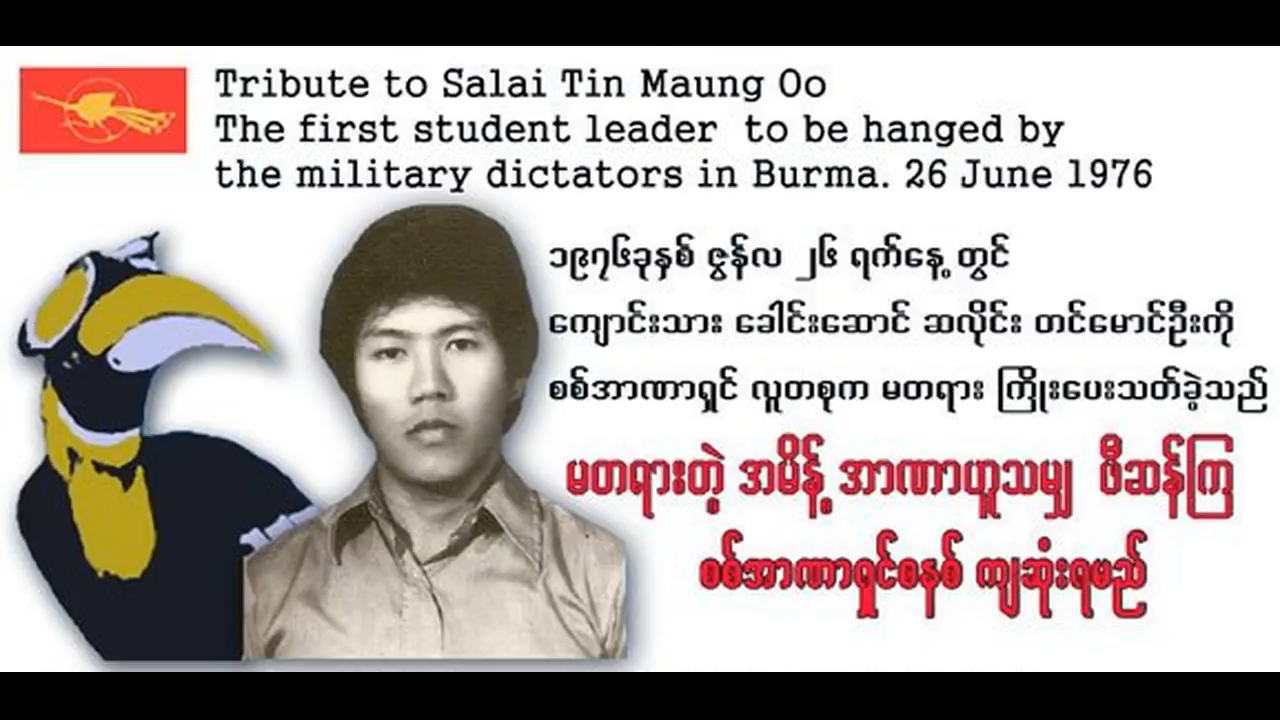 Tribute to Salai Tin Maung Oo
The first student leader to be hanged by
the military dictators in Burma. 26 June 1976
၁၉၇၆ခုနှစ် ဇွန်လ ၂၆ ရက်နေ့ တွင်
ကျောင်းသား ခေါင်းဆောင် ဆလိုင်း တင်မောင်ဦးကို
စစ်အာဏာရှင် လူတစုက မတရား ကြိုးပေးသတ်ခဲ့သည်
မတရားတဲ့ အမိန့် အာဏာဟူသမျှ ဖီဆန်ကြ
စစ်အာဏာရှင်စနစ် ကျဆုံးရမည်